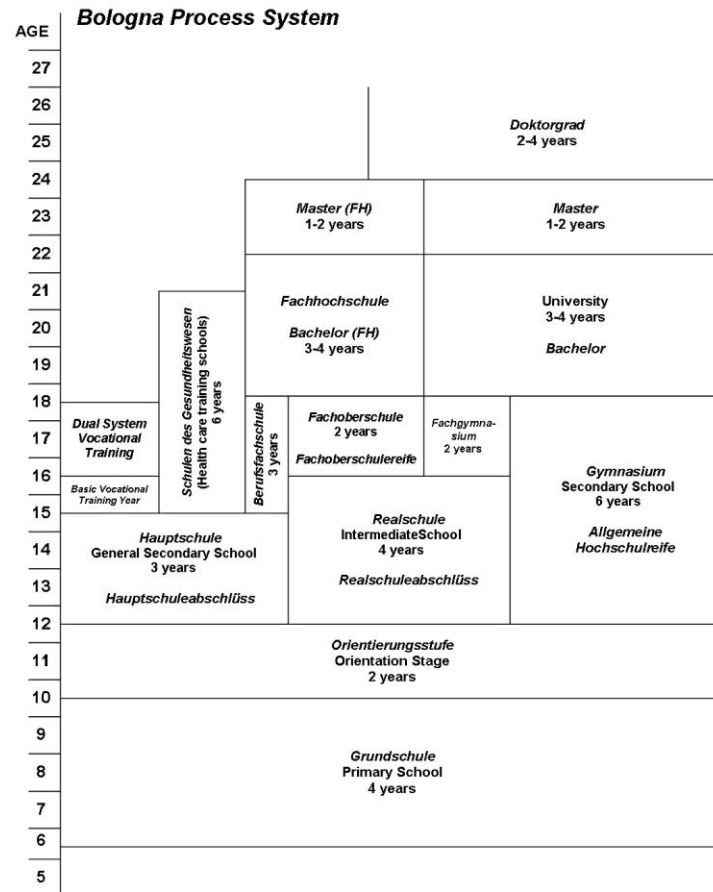 Bologna Process System
AGE
27
26
25
24
23
22
21
20
19
18
17
16
15
14
13
12
11
10
9
8
7
6
5
Doktorgrad
2-4 years
Master (FH)
1-2 years
Master
1-2 years
Fachhochschule
Bachelor (FH)
3-4 years
University
3-4 years
Bachelor
Schulen des Gesundheitswesen
(Health care training schools)
6 years
Dual System
Vocational
Training
Basic Vocational
Training Year
Berufsfachschule
3 years
Fachoberschule
2 years
Fachoberschulereife
Fachgymna-
sium
2 years
Gymnasium
Secondary School
6 years
Allgemeine
Hochschulreife
Hauptschule
General Secondary School
3 years
Hauptschuleabschlüss
Realschule
IntermediateSchool
4 years
Realschuleabschlüss
Orientierungsstufe
Orientation Stage
2 years
Grundschule
Primary School
4 years